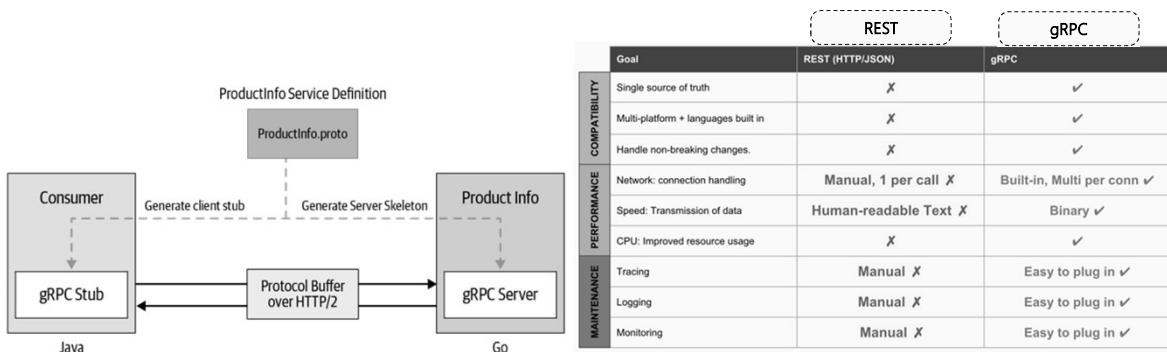 ProductInfo Service Definition
ProductInfo.proto
Consumer
Product Info
Generate client stub
Generate Server Skeleton
gRPC Stub
Protocol Buffer
over HTTP/2
gRPC Server
Java
Go
REST
gRPC
Goal REST (HTTP/JSON) gRPC
COMPATIBILITY
Single source of truth ✗ ✓
Multi-platform + languages built in ✗ ✓
Handle non-breaking changes. ✗ ✓
PERFORMANCE
Network: connection handling Manual, 1 per call ✗ Built-in, Multi per conn ✓
Speed: Transmission of data Human-readable Text ✗ Binary ✓
CPU: Improved resource usage ✗ ✓
MAINTENANCE
Tracing Manual ✗ Easy to plug in ✓
Logging Manual ✗ Easy to plug in ✓
Monitoring Manual ✗ Easy to plug in ✓